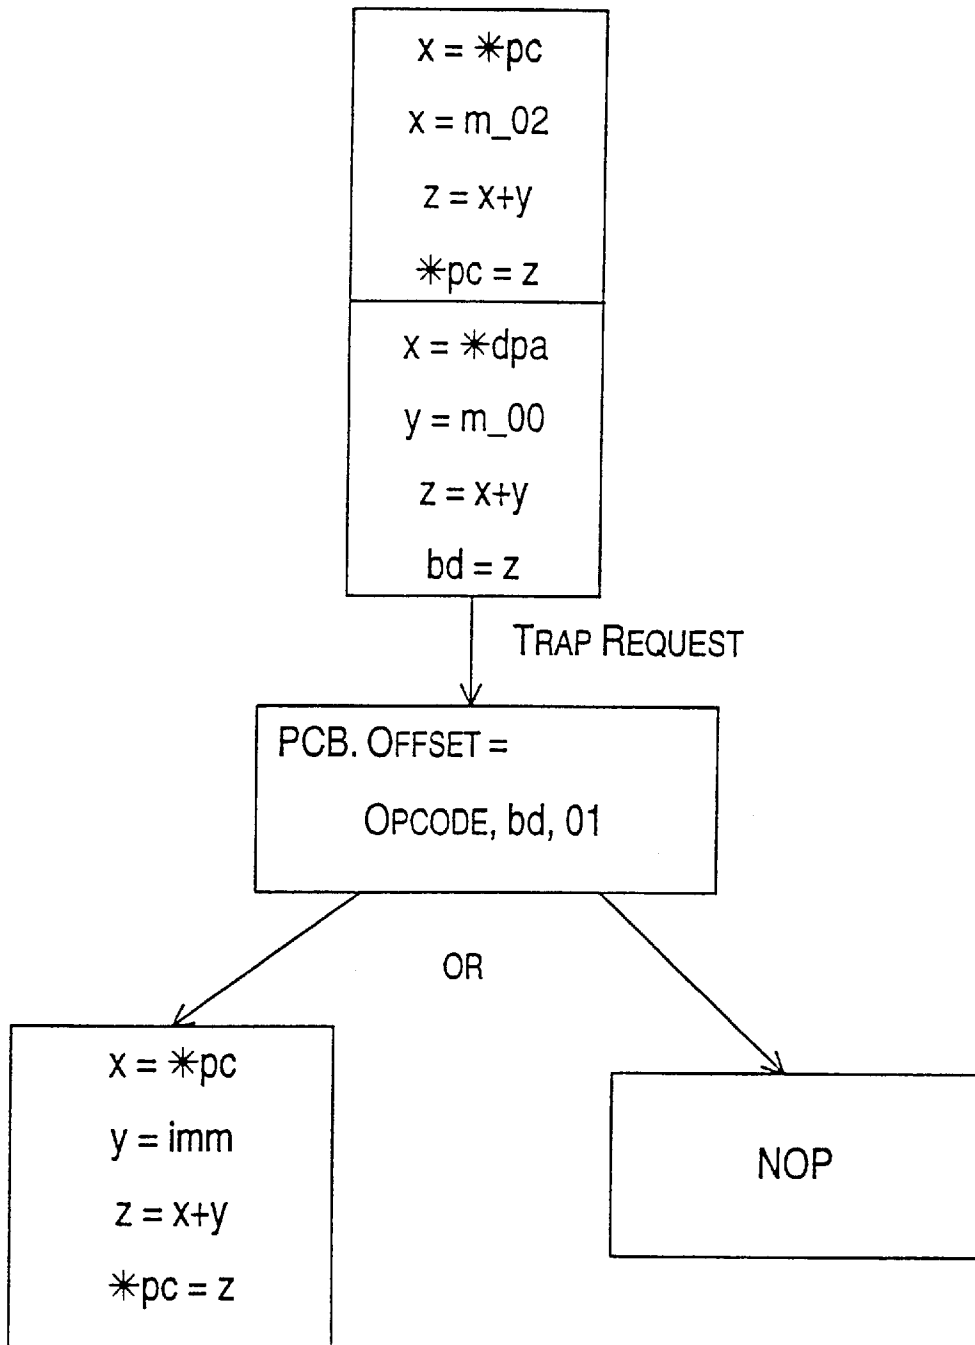 x = *pc
x = m_02
z = x+y
*pc = z
x = *dpa
y = m_00
z = x+y
bd = z
TRAP REQUEST
PCB. OFFSET =
OPCODE, bd, 01
OR
x = *pc
y = imm
z = x+y
*pc = z
NOP